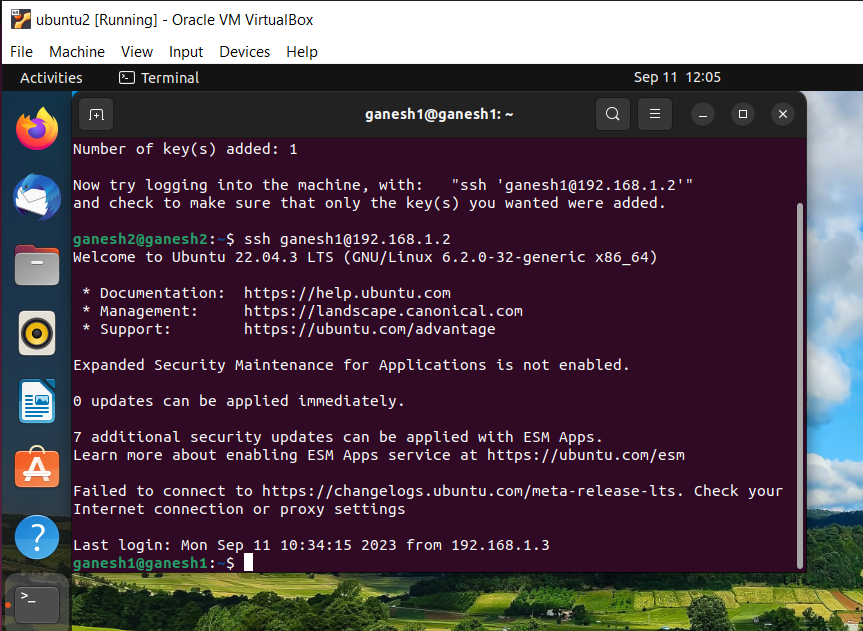 ubuntu2 [Running] - Oracle VM VirtualBox
File Machine View Input Devices Help
Activities Terminal Sep 11 12:05
ganesh1@ganesh1: ~
Number of key(s) added: 1
Now try logging into the machine, with:   "ssh 'ganesh1@192.168.1.2'"
and check to make sure that only the key(s) you wanted were added.
ganesh2@ganesh2:~$ ssh ganesh1@192.168.1.2
Welcome to Ubuntu 22.04.3 LTS (GNU/Linux 6.2.0-32-generic x86_64)
 * Documentation:  https://help.ubuntu.com
 * Management:     https://landscape.canonical.com
 * Support:        https://ubuntu.com/advantage
Expanded Security Maintenance for Applications is not enabled.
0 updates can be applied immediately.
7 additional security updates can be applied with ESM Apps.
Learn more about enabling ESM Apps service at https://ubuntu.com/esm
Failed to connect to https://changelogs.ubuntu.com/meta-release-lts. Check your
Internet connection or proxy settings
Last login: Mon Sep 11 10:34:15 2023 from 192.168.1.3
ganesh1@ganesh1:~$